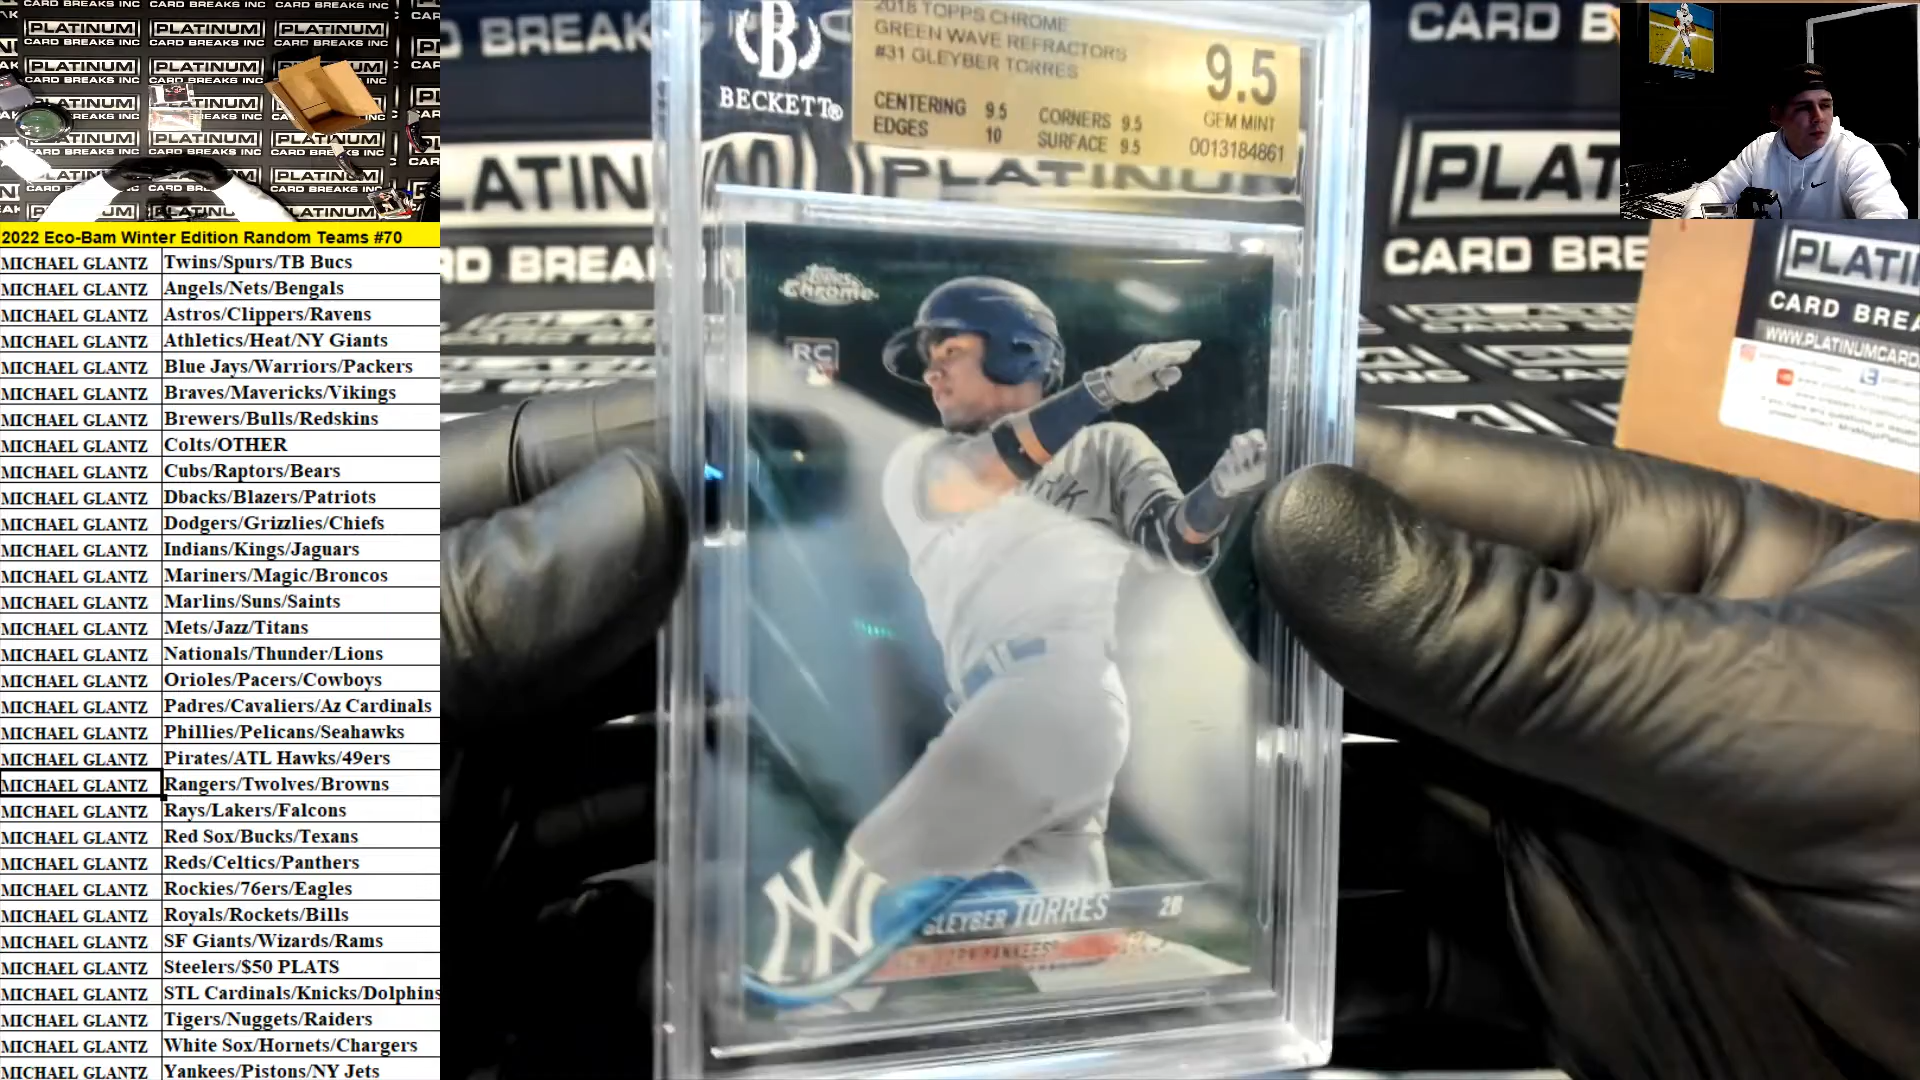 2022 Eco-Bam Winter Edition Random Teams #70
MICHAEL GLANTZ Twins/Spurs/TB Bucs
MICHAEL GLANTZ Angels/Nets/Bengals
MICHAEL GLANTZ Astros/Clippers/Ravens
MICHAEL GLANTZ Athletics/Heat/NY Giants
MICHAEL GLANTZ Blue Jays/Warriors/Packers
MICHAEL GLANTZ Braves/Mavericks/Vikings
MICHAEL GLANTZ Brewers/Bulls/Redskins
MICHAEL GLANTZ Colts/OTHER
MICHAEL GLANTZ Cubs/Raptors/Bears
MICHAEL GLANTZ Dbacks/Blazers/Patriots
MICHAEL GLANTZ Dodgers/Grizzlies/Chiefs
MICHAEL GLANTZ Indians/Kings/Jaguars
MICHAEL GLANTZ Mariners/Magic/Broncos
MICHAEL GLANTZ Marlins/Suns/Saints
MICHAEL GLANTZ Mets/Jazz/Titans
MICHAEL GLANTZ Nationals/Thunder/Lions
MICHAEL GLANTZ Orioles/Pacers/Cowboys
MICHAEL GLANTZ Padres/Cavaliers/Az Cardinals
MICHAEL GLANTZ Phillies/Pelicans/Seahawks
MICHAEL GLANTZ Pirates/ATL Hawks/49ers
MICHAEL GLANTZ Rangers/Twolves/Browns
MICHAEL GLANTZ Rays/Lakers/Falcons
MICHAEL GLANTZ Red Sox/Bucks/Texans
MICHAEL GLANTZ Reds/Celtics/Panthers
MICHAEL GLANTZ Rockies/76ers/Eagles
MICHAEL GLANTZ Royals/Rockets/Bills
MICHAEL GLANTZ SF Giants/Wizards/Rams
MICHAEL GLANTZ Steelers/$50 PLATS
MICHAEL GLANTZ STL Cardinals/Knicks/Dolphins
MICHAEL GLANTZ Tigers/Nuggets/Raiders
MICHAEL GLANTZ White Sox/Hornets/Chargers
MICHAEL GLANTZ Yankees/Pistons/NY Jets
B
BECKETT®
2018 TOPPS CHROME
GREEN WAVE REFRACTORS
#31 GLEYBER TORRES
CENTERING 9.5 CORNERS 9.5
EDGES 10 SURFACE 9.5
9.5
GEM MINT
0013184861
Topps
Chrome
RC
NY
GLEYBER TORRES 2B
NEW YORK YANKEES
PLATINUM
CARD BREAKS INC
PLATI
CARD BREA
WWW.PLATINUMCARD